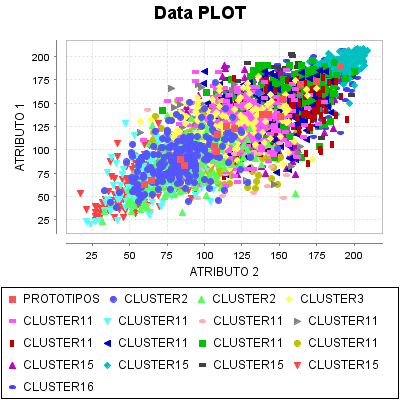 Data PLOT
ATRIBUTO 1
200
175
150
125
100
75
50
25
25 50 75 100 125 150 175 200
ATRIBUTO 2
PROTOTIPOS CLUSTER2 CLUSTER2 CLUSTER3
CLUSTER11 CLUSTER11 CLUSTER11 CLUSTER11
CLUSTER11 CLUSTER11 CLUSTER11 CLUSTER11
CLUSTER15 CLUSTER15 CLUSTER15 CLUSTER15
CLUSTER16